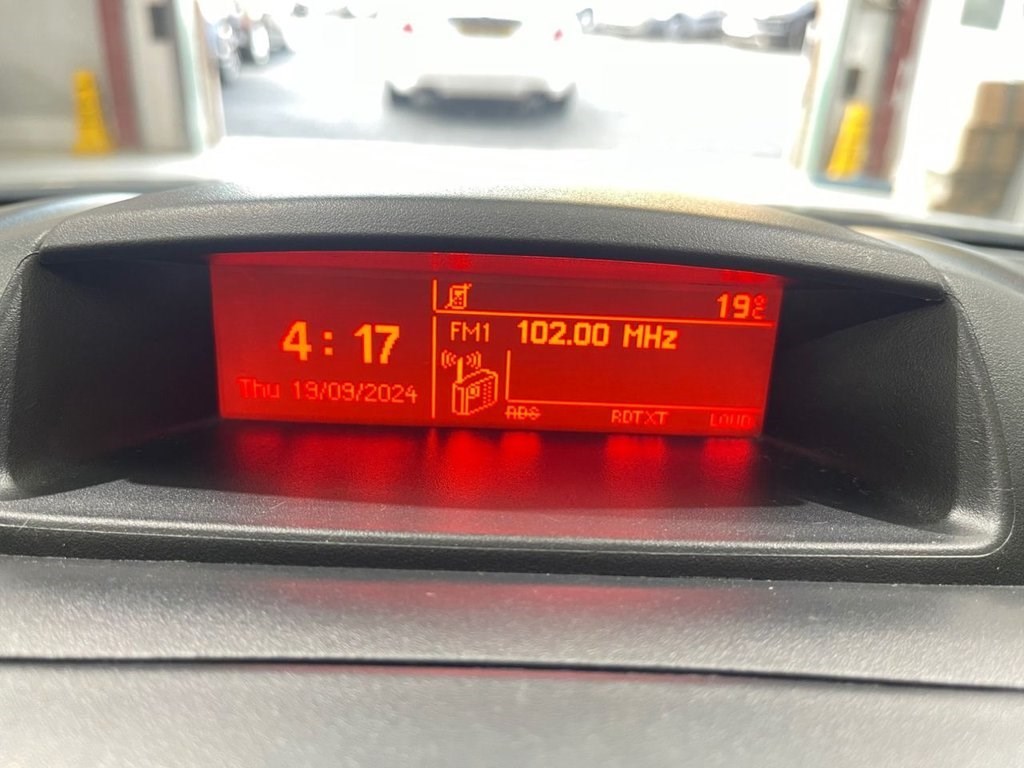 19°C
4:17
FM1 102.00 MHz
Thu 19/09/2024
RDS RDTXT LOUD